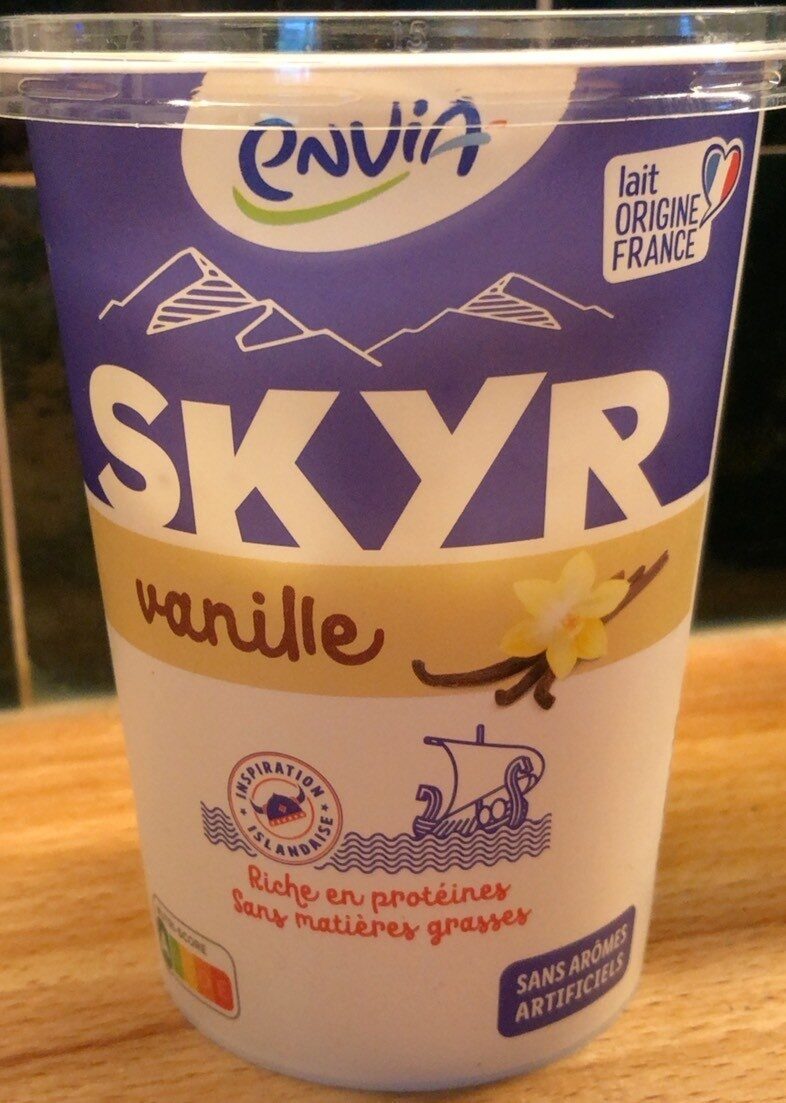 envia
lait
ORIGINE
FRANCE
SKYR
vanille
INSPIRATION
ISLANDAISE
Riche en protéines
Sans matières grasses
SANS ARÔMES
ARTIFICIELS